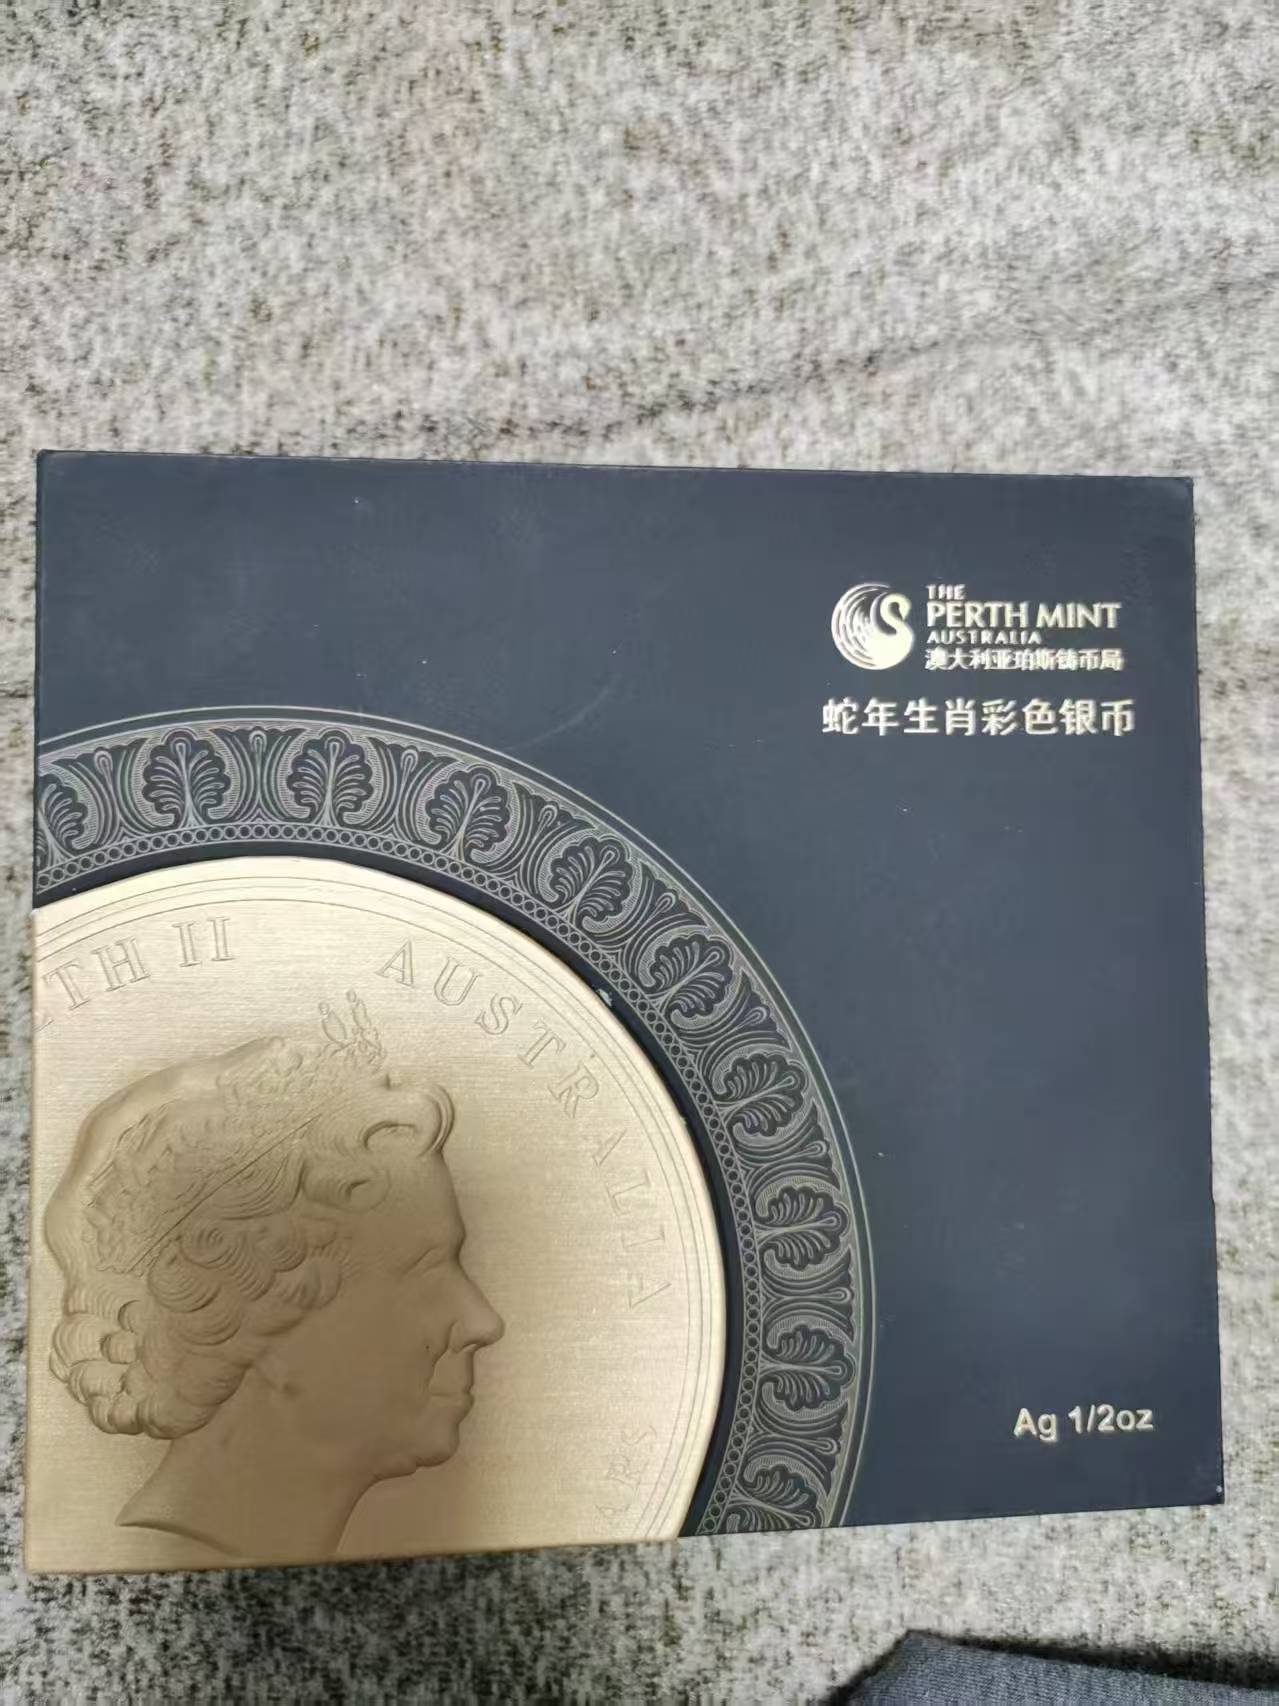 THE
PERTH MINT
AUSTRALIA
澳大利亚珀斯铸币局
蛇年生肖彩色银币
TH II AUSTRALIA
Ag 1/2oz